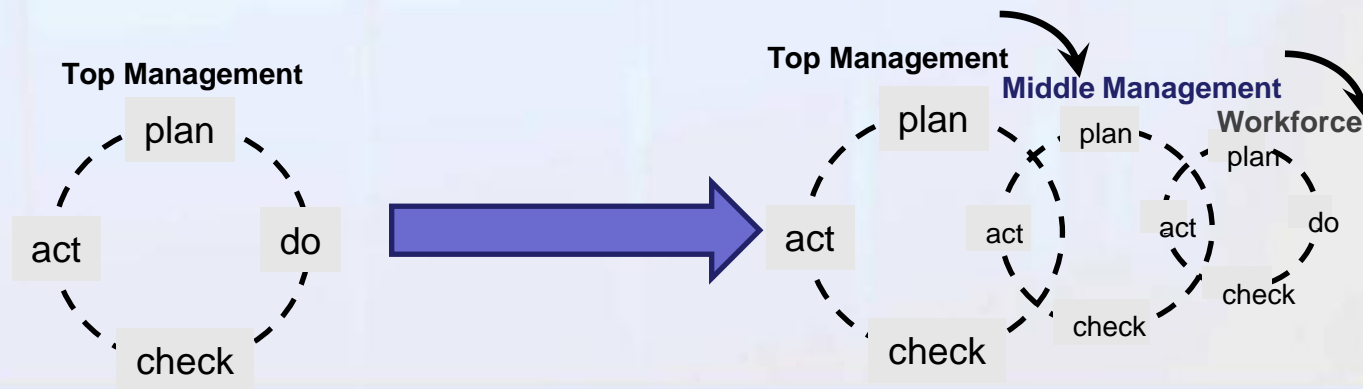 Top Management
plan
act
do
check
Top Management
plan
act
check
Middle Management
plan
act
check
Workforce
plan
act
do
check